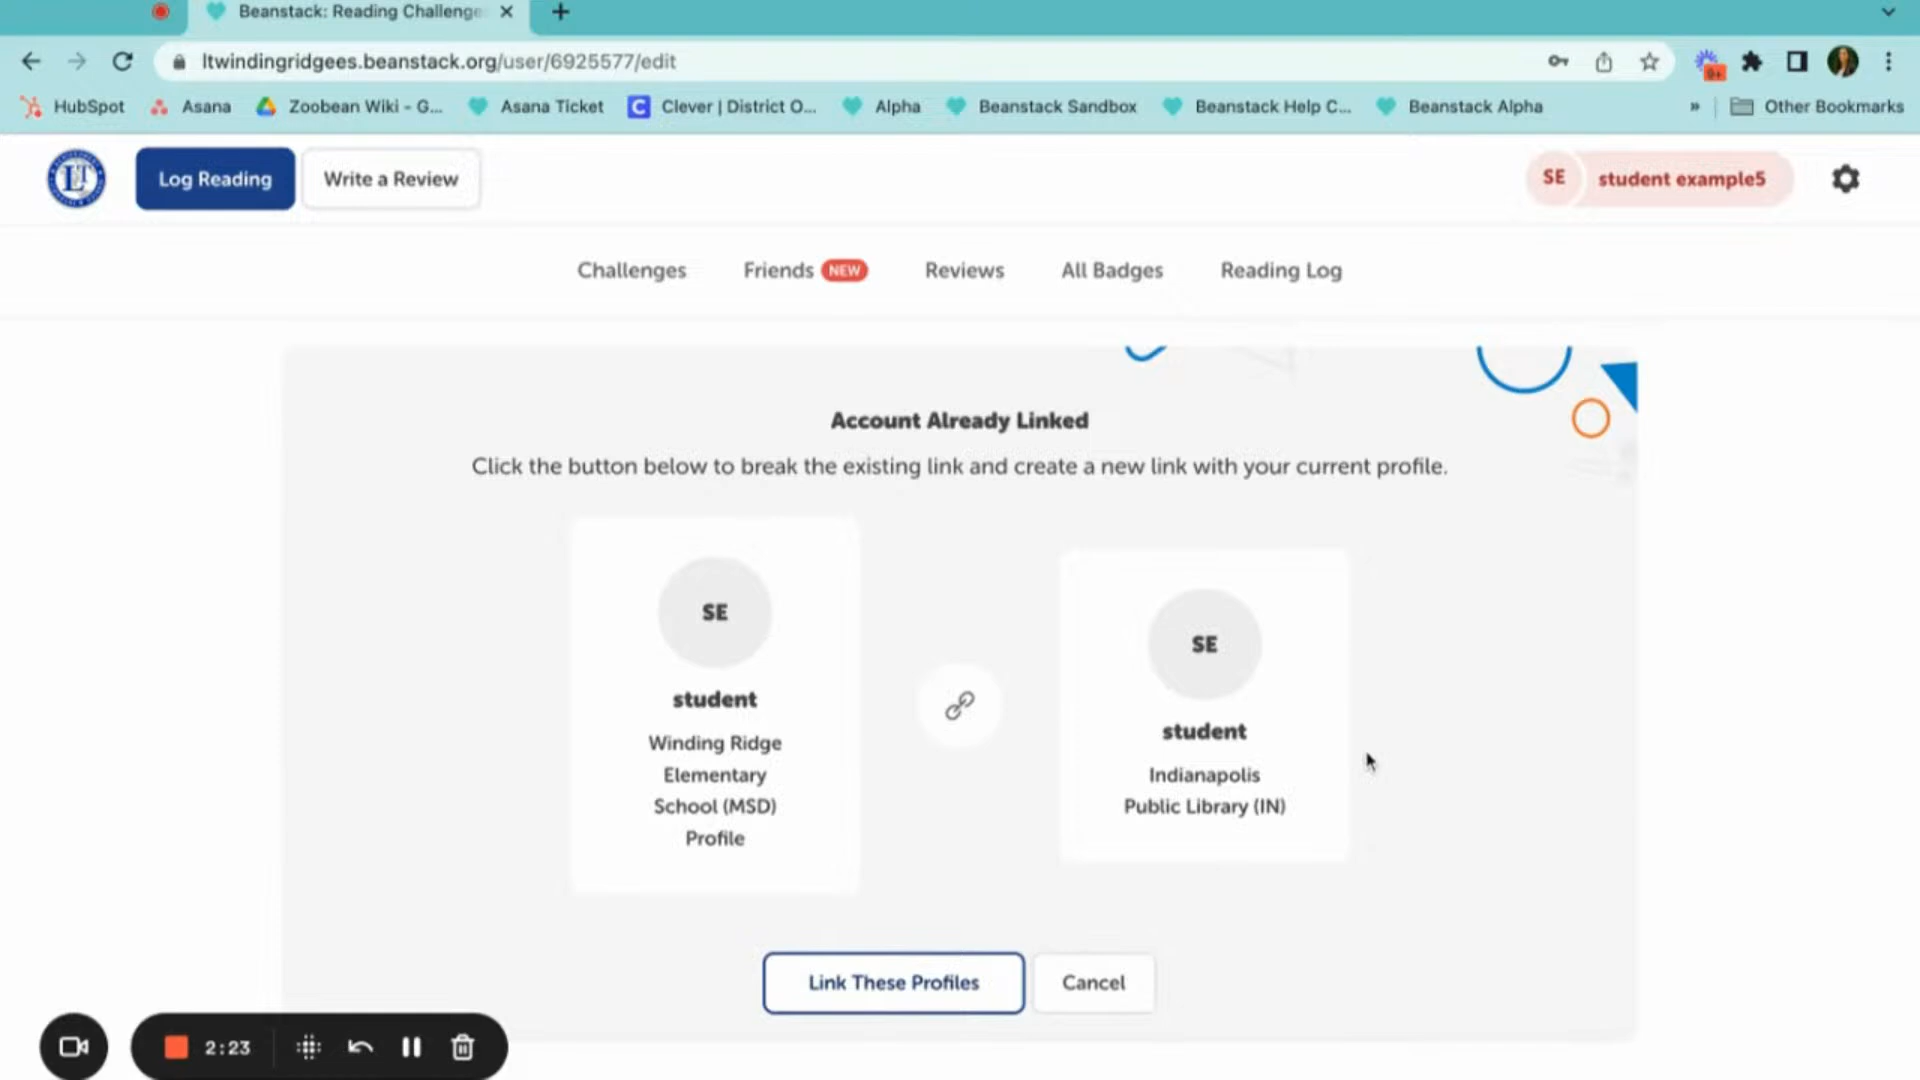 Beanstack: Reading Challenge
ltwindingridgees.beanstack.org/user/6925577/edit
9+
HubSpot
Asana
Zoobean Wiki - G...
Asana Ticket
C Clever | District O...
Alpha
Beanstack Sandbox
Beanstack Help C...
Beanstack Alpha
»
Other Bookmarks
LT
Log Reading
Write a Review
SE student example5
Challenges
Friends NEW
Reviews
All Badges
Reading Log
Account Already Linked
Click the button below to break the existing link and create a new link with your current profile.
SE
student
Winding Ridge
Elementary
School (MSD)
Profile
SE
student
Indianapolis
Public Library (IN)
Link These Profiles
Cancel
2:23